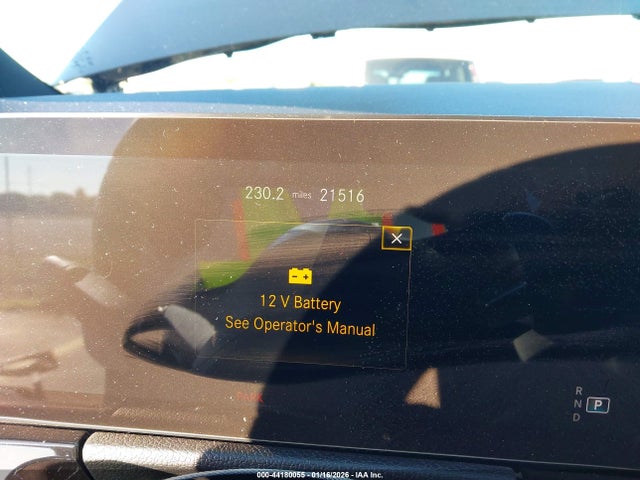 230.2 miles 21516
12 V Battery
See Operator's Manual
R
N P
D
000-44180055 - 01/16/2026 - IAA Inc.